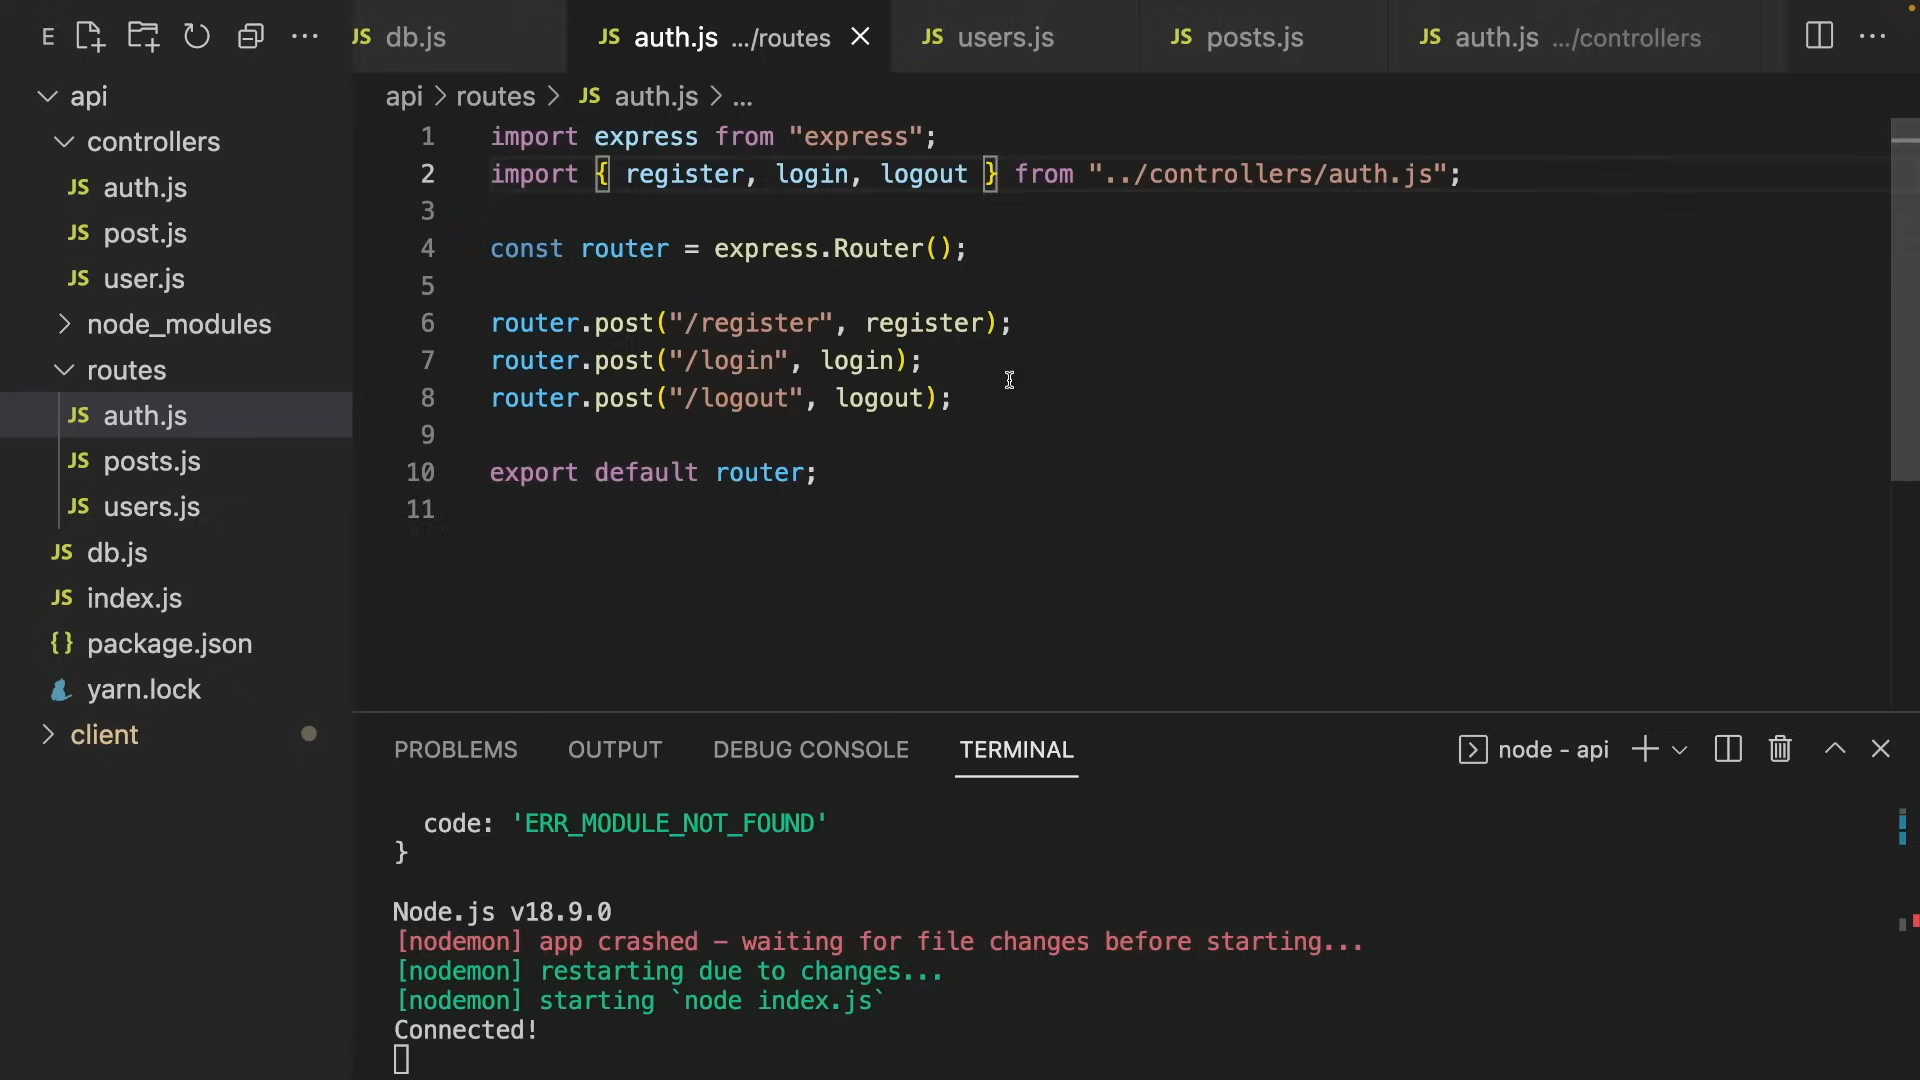 E
JS db.js
JS auth.js .../routes
JS users.js
JS posts.js
JS auth.js .../controllers
api
controllers
JS auth.js
JS post.js
JS user.js
node_modules
routes
JS auth.js
JS posts.js
JS users.js
JS db.js
JS index.js
{} package.json
yarn.lock
client
api > routes > JS auth.js > ...
1 import express from "express";
2 import { register, login, logout } from "../controllers/auth.js";
3
4 const router = express.Router();
5
6 router.post("/register", register);
7 router.post("/login", login);
8 router.post("/logout", logout);
9
10 export default router;
11
PROBLEMS OUTPUT DEBUG CONSOLE TERMINAL
node - api
code: 'ERR_MODULE_NOT_FOUND'
}
Node.js v18.9.0
[nodemon] app crashed - waiting for file changes before starting...
[nodemon] restarting due to changes...
[nodemon] starting `node index.js`
Connected!